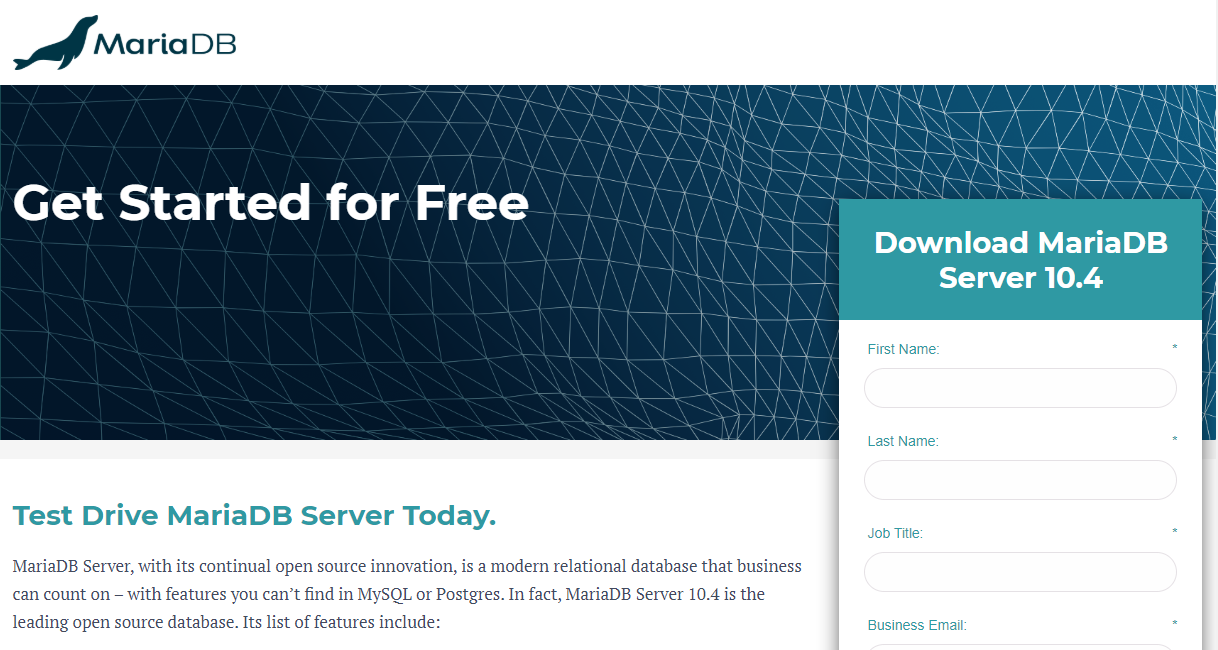 MariaDB
Get Started for Free
Download MariaDB
Server 10.4
First Name: *
Last Name: *
Job Title: *
Business Email: *
Test Drive MariaDB Server Today.
MariaDB Server, with its continual open source innovation, is a modern relational database that business
can count on – with features you can’t find in MySQL or Postgres. In fact, MariaDB Server 10.4 is the
leading open source database. Its list of features include: